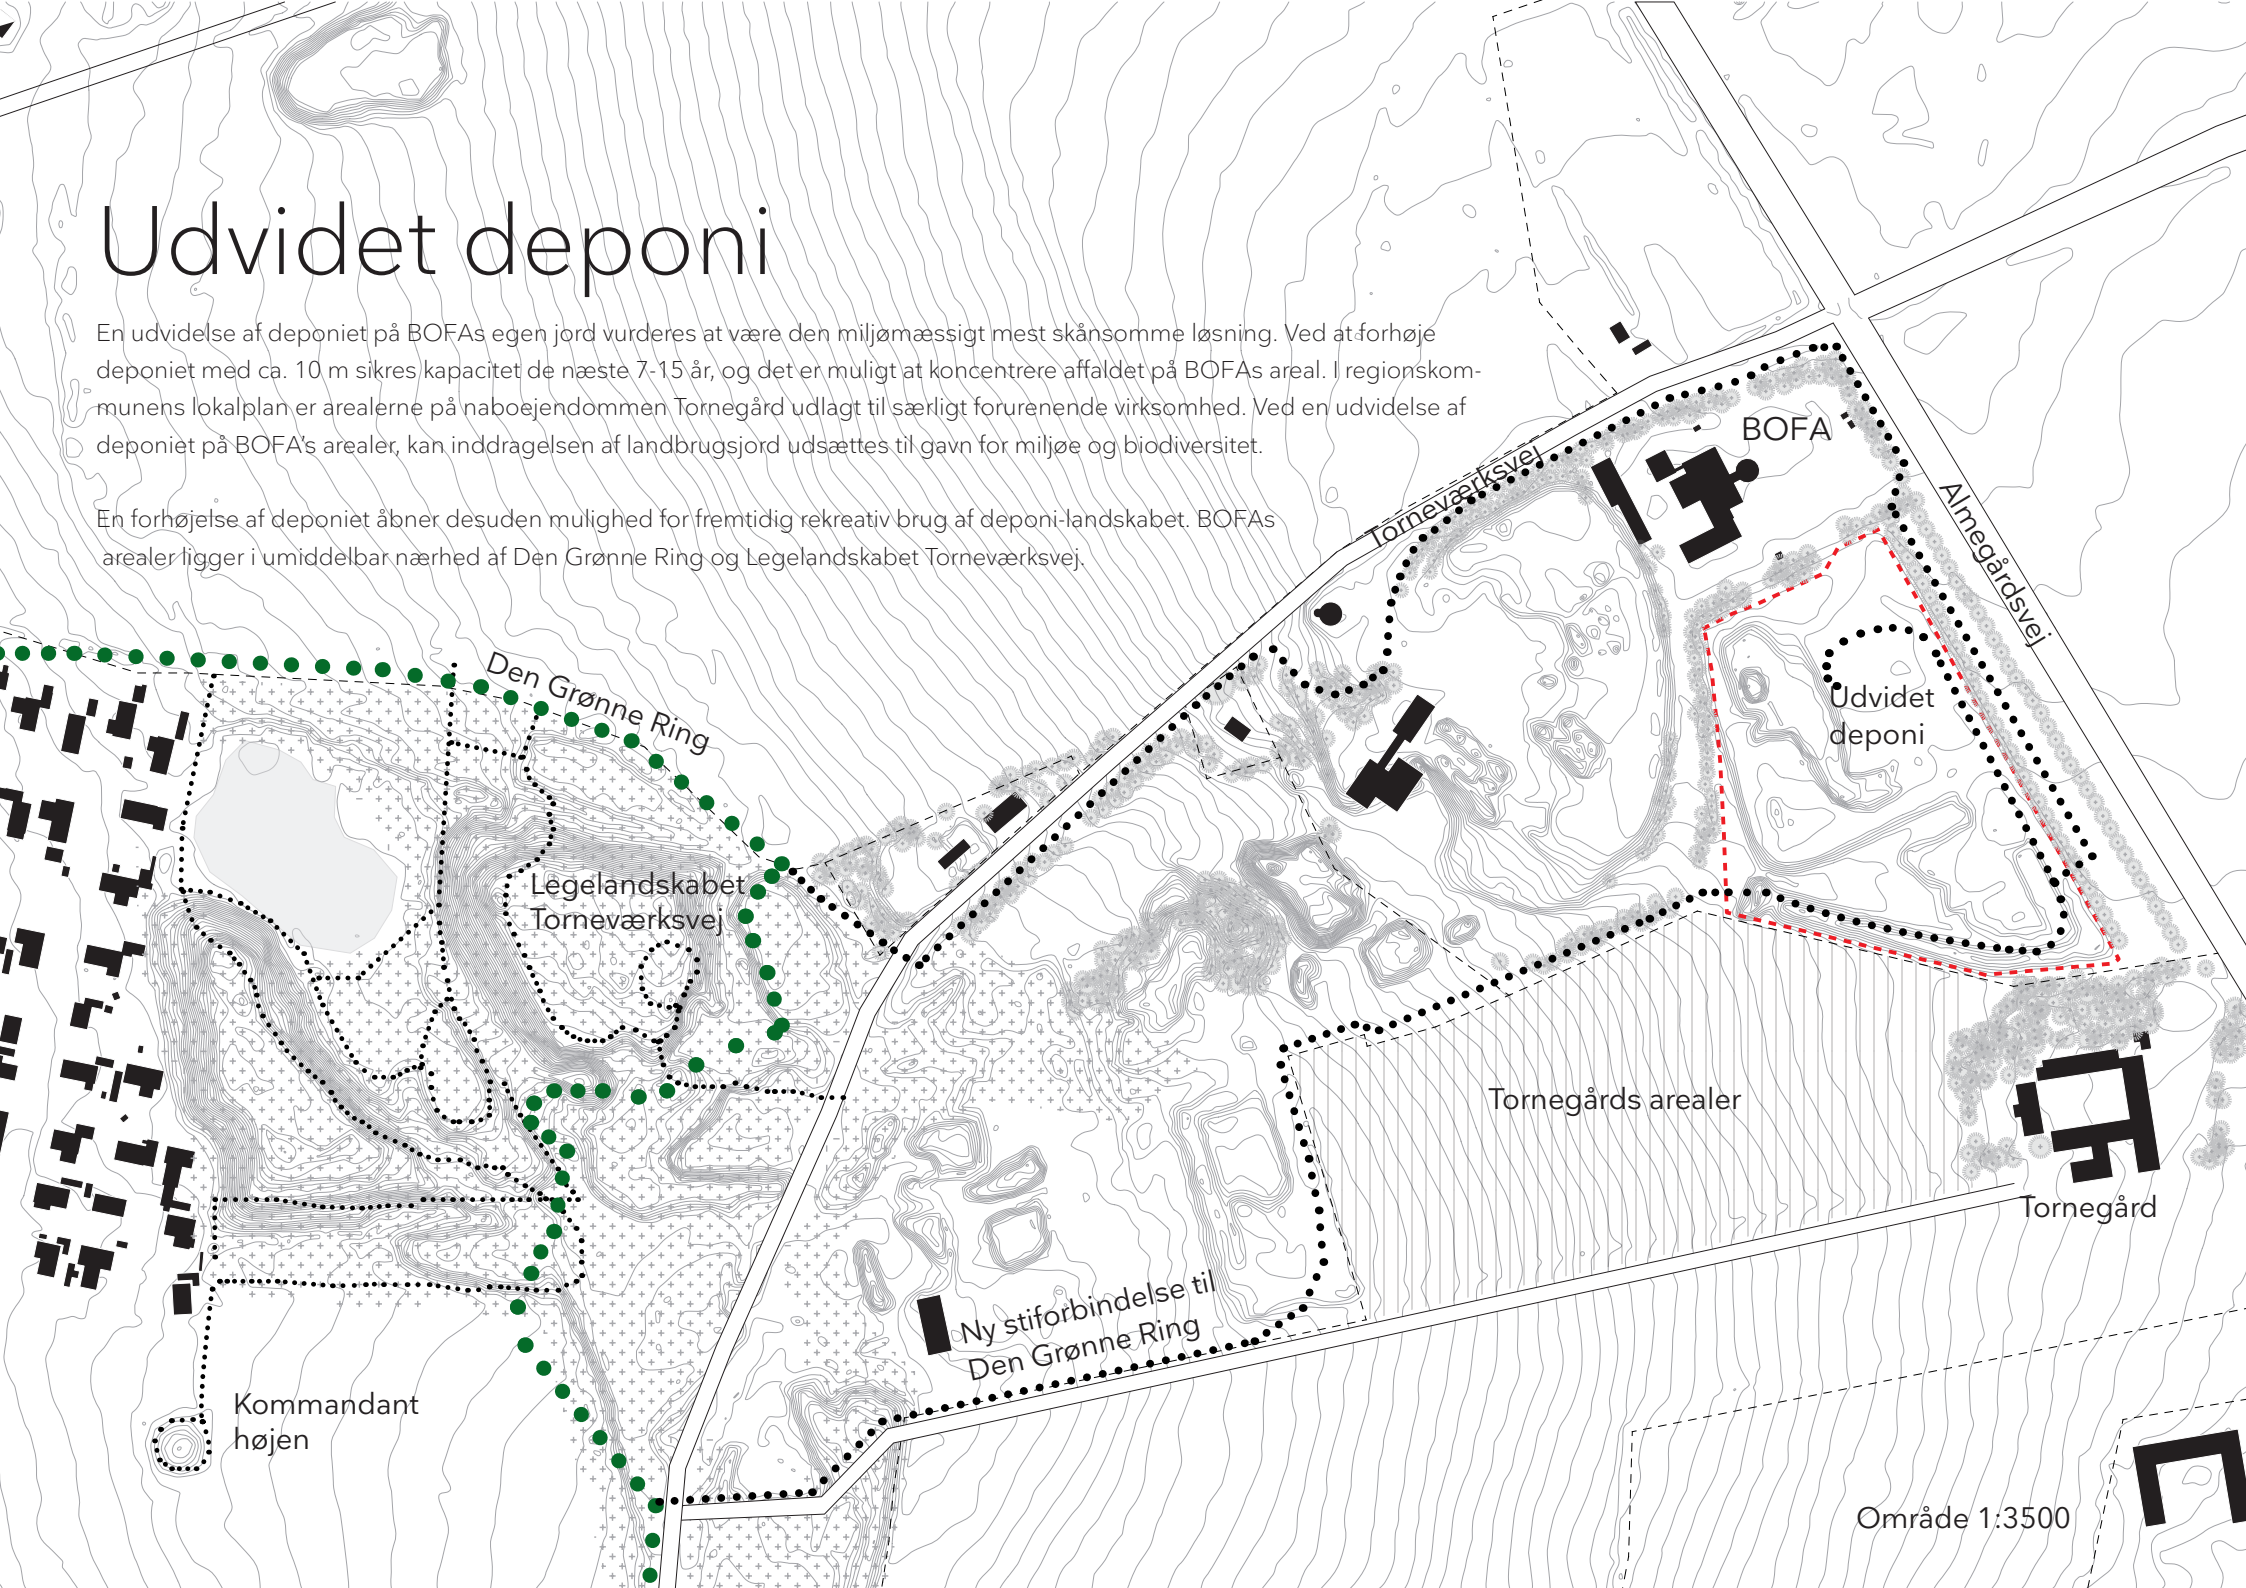 Udvidet deponi
En udvidelse af deponiet på BOFAs egen jord vurderes at være den miljømæssigt mest skånsomme løsning. Ved at forhøje
deponiet med ca. 10 m sikres kapacitet de næste 7-15 år, og det er muligt at koncentrere affaldet på BOFAs areal. I regionskom-
munens lokalplan er arealerne på naboejendommen Tornegård udlagt til særligt forurenende virksomhed. Ved en udvidelse af
deponiet på BOFA's arealer, kan inddragelsen af landbrugsjord udsættes til gavn for miljøe og biodiversitet.
En forhøjelse af deponiet åbner desuden mulighed for fremtidig rekreativ brug af deponi-landskabet. BOFAs
arealer ligger i umiddelbar nærhed af Den Grønne Ring og Legelandskabet Torneværksvej.
BOFA
Torneværksvej
Almegårdsvej
Den Grønne Ring
Udvidet
deponi
Legelandskabet
Torneværksvej
Tornegårds arealer
Tornegård
Ny stiforbindelse til
Den Grønne Ring
Kommandant
højen
Område 1:3500